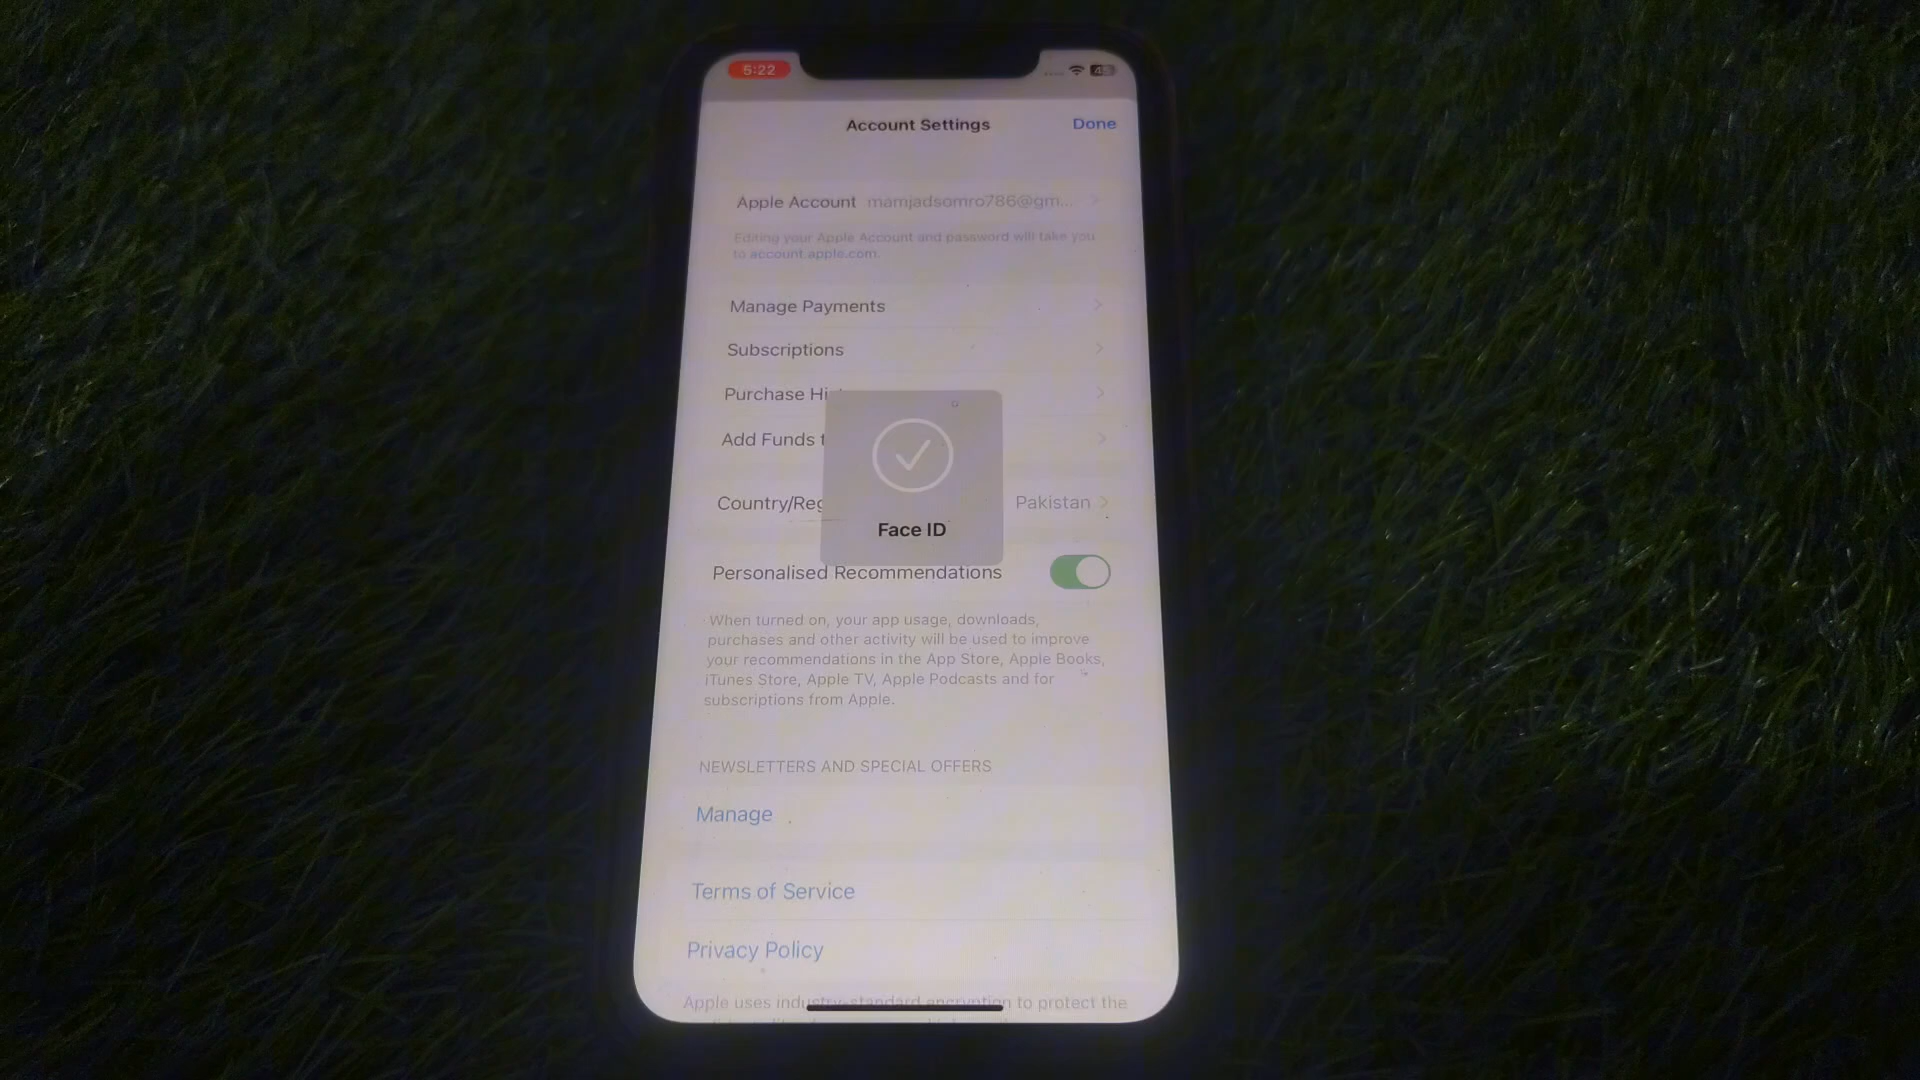 5:22
Account Settings
Done
Apple Account mamjadsomro786@gm...
Editing your Apple Account and password will take you
to account.apple.com.
Manage Payments
Subscriptions
Purchase Hi
Add Funds t
Country/Reg
Pakistan
Face ID
Personalised Recommendations
When turned on, your app usage, downloads,
purchases and other activity will be used to improve
your recommendations in the App Store, Apple Books,
iTunes Store, Apple TV, Apple Podcasts and for
subscriptions from Apple.
NEWSLETTERS AND SPECIAL OFFERS
Manage
Terms of Service
Privacy Policy
Apple uses industry-standard encryption to protect the